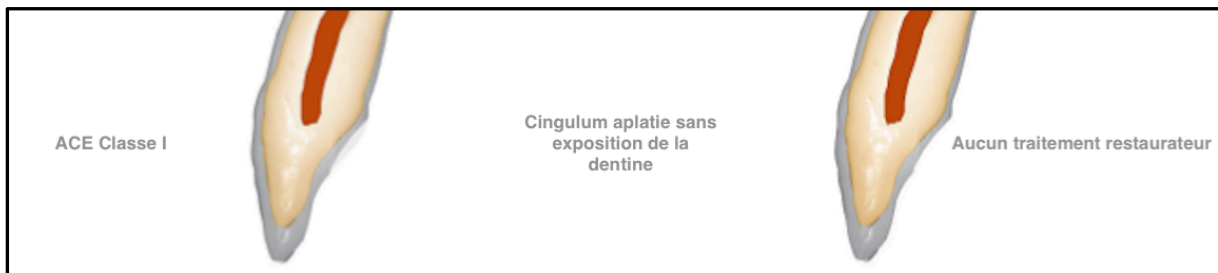 ACE Classe I
Cingulum aplatie sans
exposition de la
dentine
Aucun traitement restaurateur